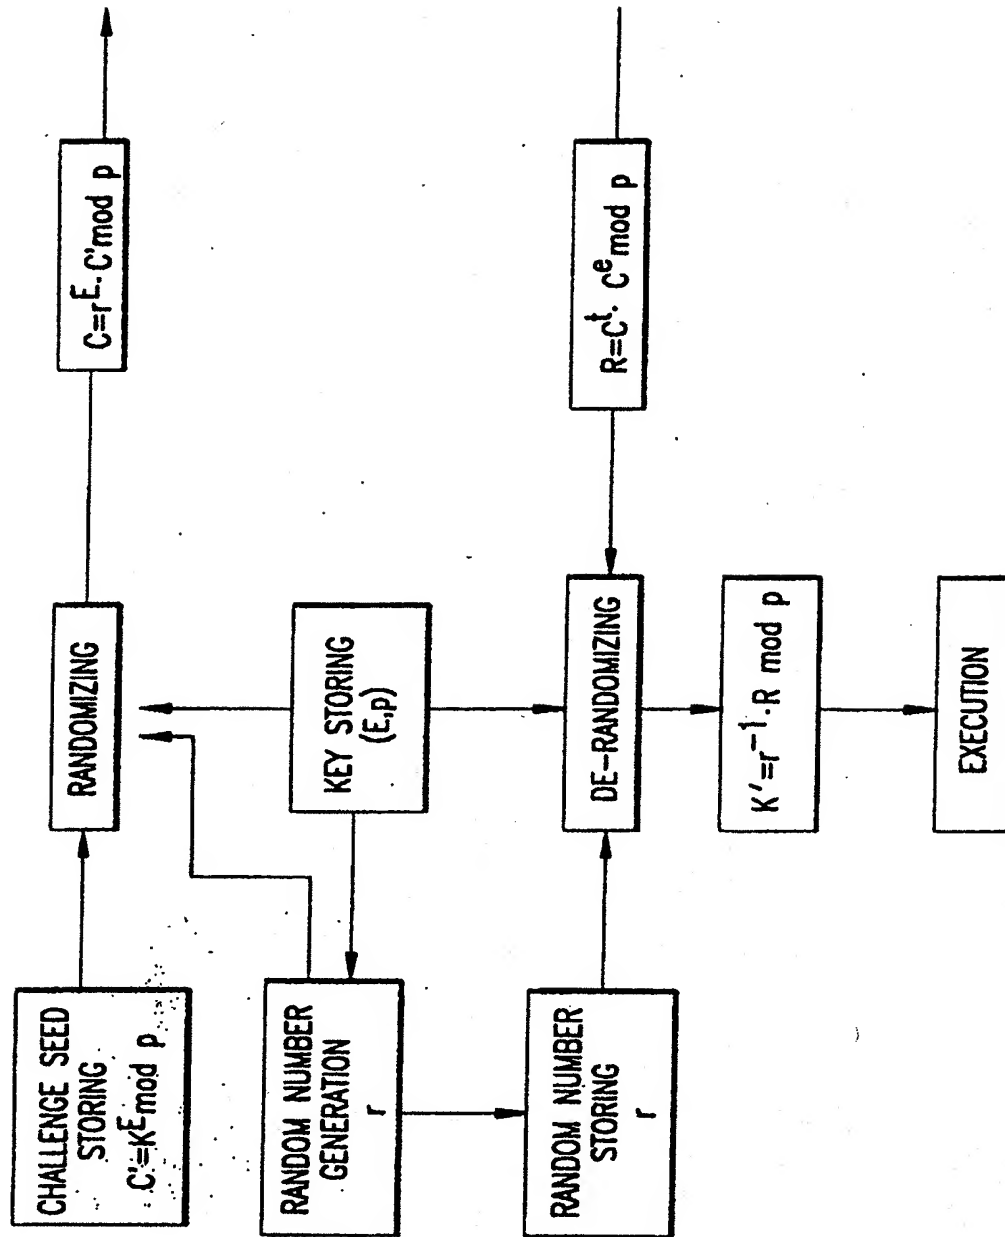 CHALLENGE SEED
STORING
C'=K^E mod p
RANDOMIZING
C=r^E·C' mod p
RANDOM NUMBER
GENERATION
r
KEY STORING
(E,p)
RANDOM NUMBER
STORING
r
DE-RANDOMIZING
R=C^t·C^e mod p
K'=r^-1·R mod p
EXECUTION